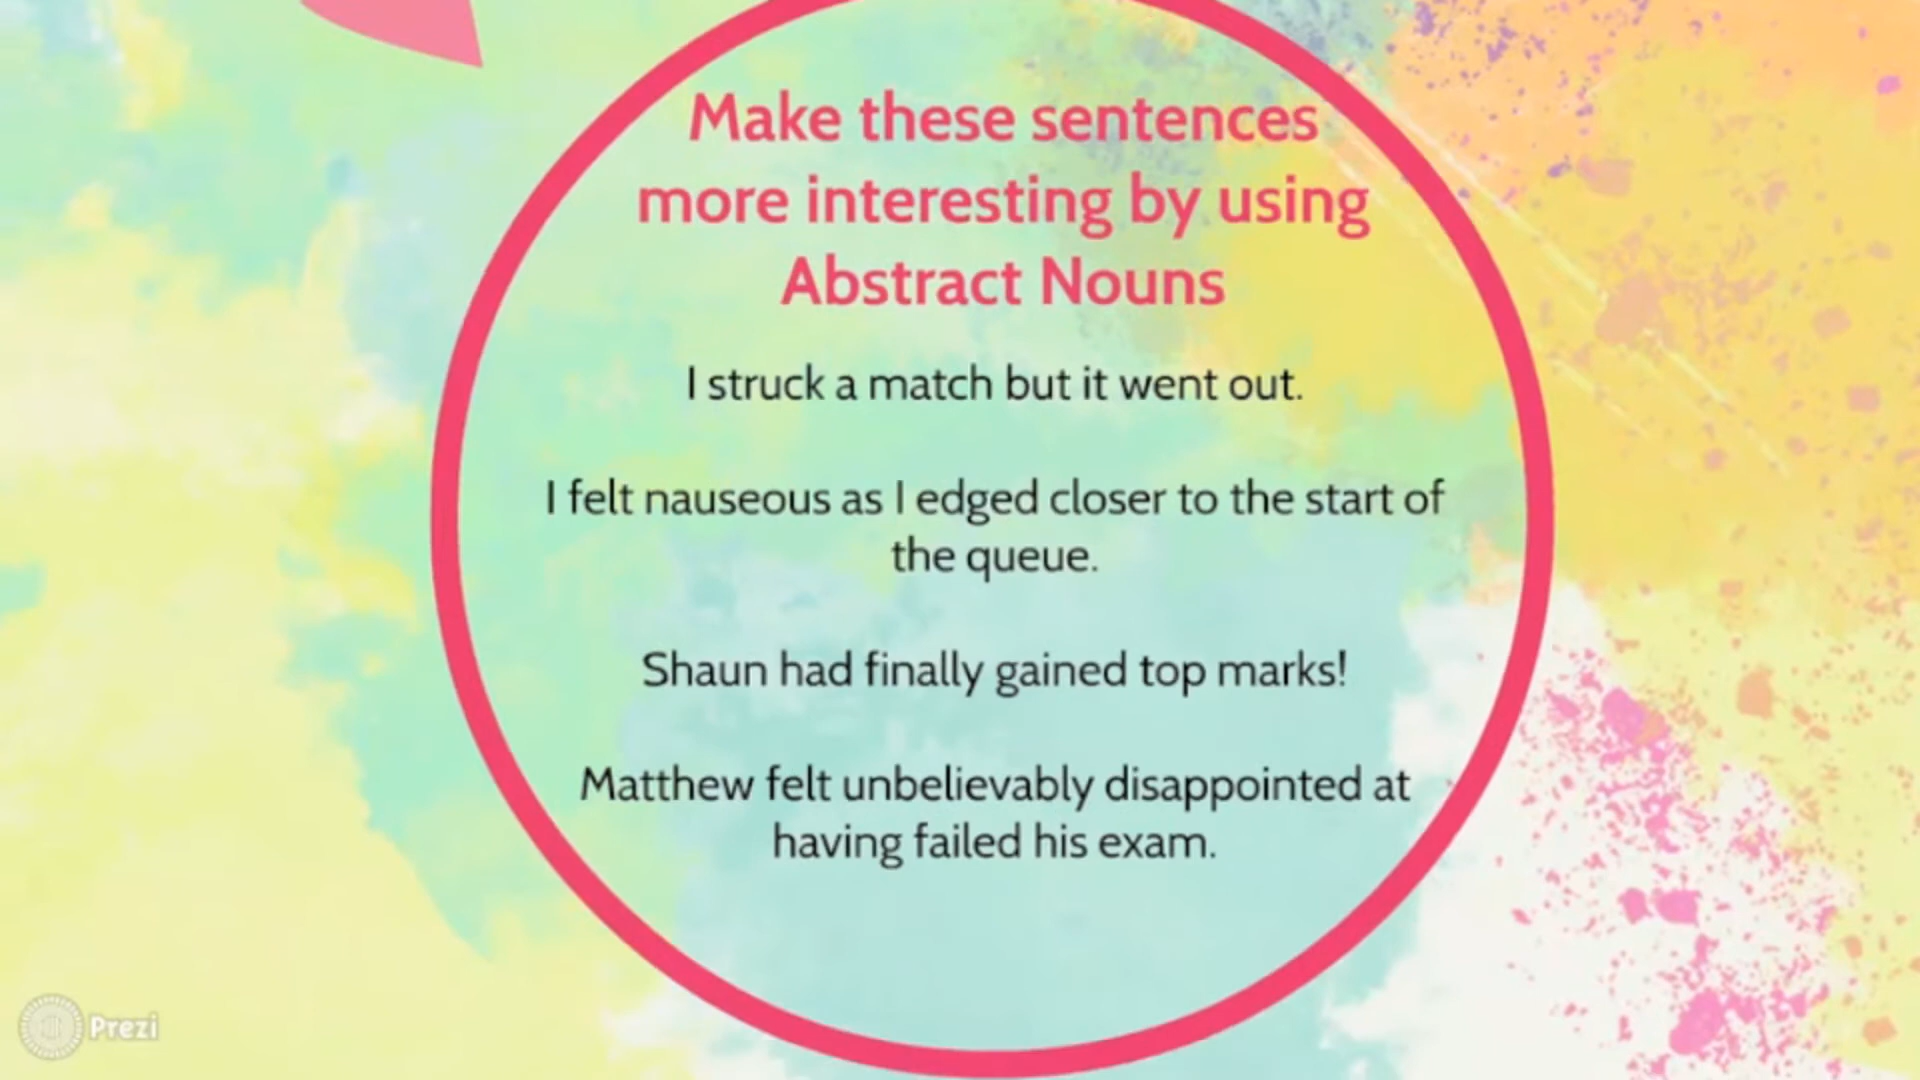 Make these sentences
more interesting by using
Abstract Nouns
I struck a match but it went out.
I felt nauseous as I edged closer to the start of
the queue.
Shaun had finally gained top marks!
Matthew felt unbelievably disappointed at
having failed his exam.
Prezi